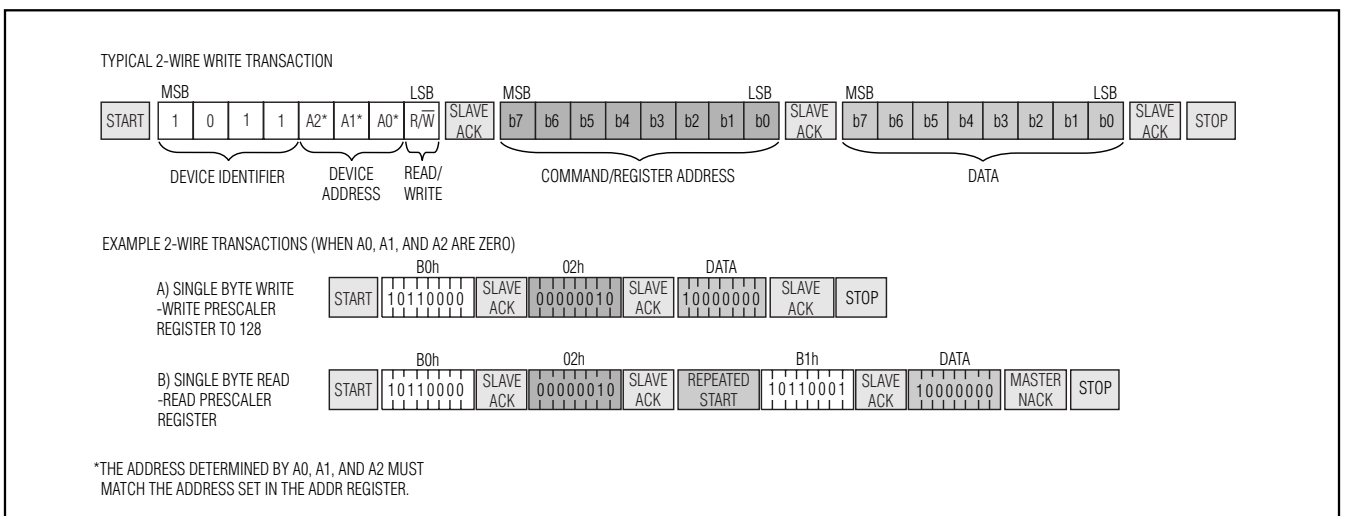 TYPICAL 2-WIRE WRITE TRANSACTION
MSB LSB MSB LSB MSB LSB
START 1 0 1 1 A2* A1* A0* R/W̅ SLAVE ACK b7 b6 b5 b4 b3 b2 b1 b0 SLAVE ACK b7 b6 b5 b4 b3 b2 b1 b0 SLAVE ACK STOP
DEVICE IDENTIFIER DEVICE ADDRESS READ/WRITE COMMAND/REGISTER ADDRESS DATA
EXAMPLE 2-WIRE TRANSACTIONS (WHEN A0, A1, AND A2 ARE ZERO)
B0h 02h DATA
A) SINGLE BYTE WRITE
-WRITE PRESCALER
REGISTER TO 128
START 10110000 SLAVE ACK 00000010 SLAVE ACK 10000000 SLAVE ACK STOP
B0h 02h B1h DATA
B) SINGLE BYTE READ
-READ PRESCALER
REGISTER
START 10110000 SLAVE ACK 00000010 SLAVE ACK REPEATED START 10110001 SLAVE ACK 10000000 MASTER NACK STOP
*THE ADDRESS DETERMINED BY A0, A1, AND A2 MUST
MATCH THE ADDRESS SET IN THE ADDR REGISTER.